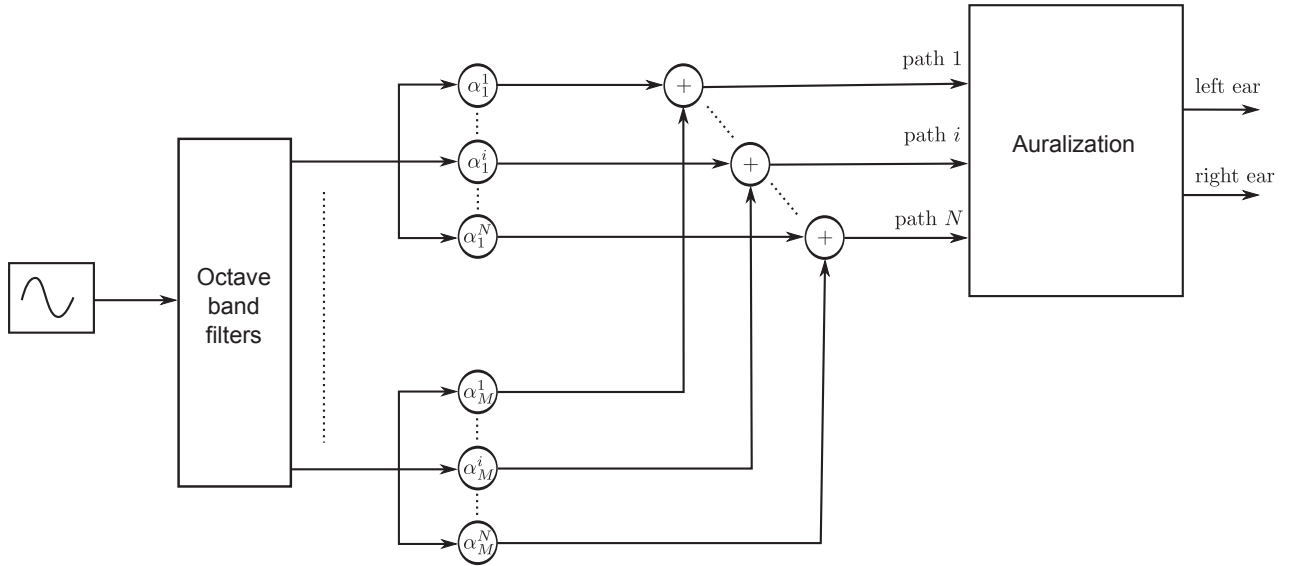 path 1
α_1^1
+
left ear
path i
Auralization
α_1^i
+
right ear
path N
α_1^N
+
Octave
band
filters
α_M^1
α_M^i
α_M^N